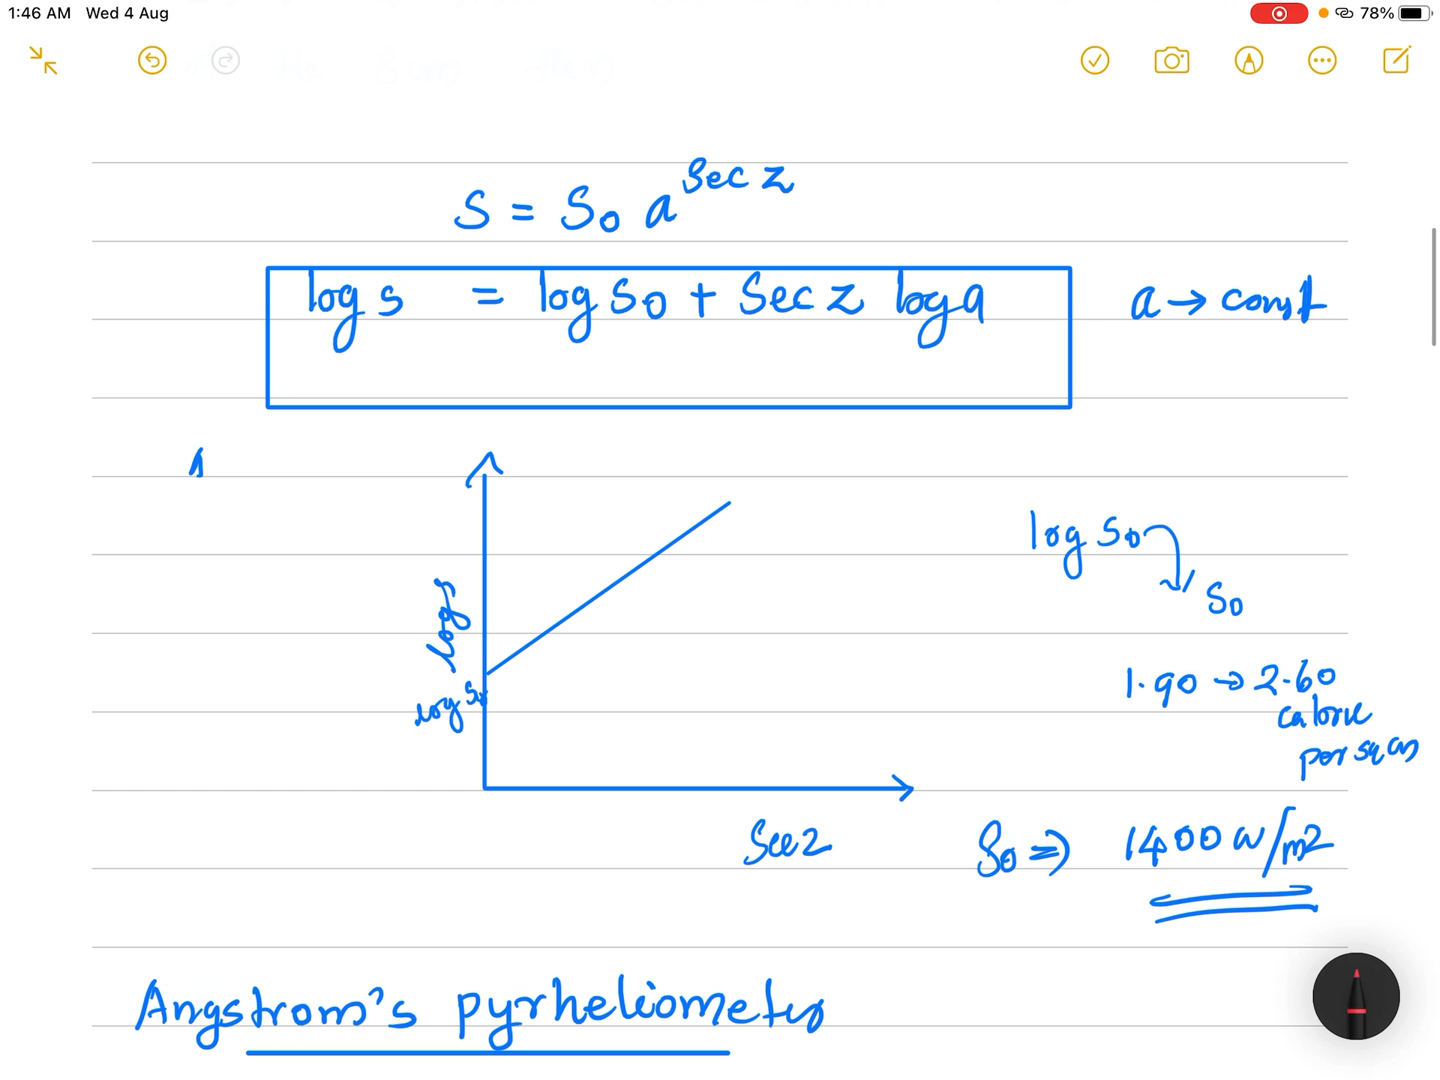 1:46 AM Wed 4 Aug 78%
S = S₀ a^Sec z
log s = log s₀ + Sec z log a
a → const
log S₀
S₀
log s
log S₀
1.90 → 2.60
calorie
per sq cm
Sec z
S₀ ⇒ 1400 W/m2
Angstrom's pyrheliometer